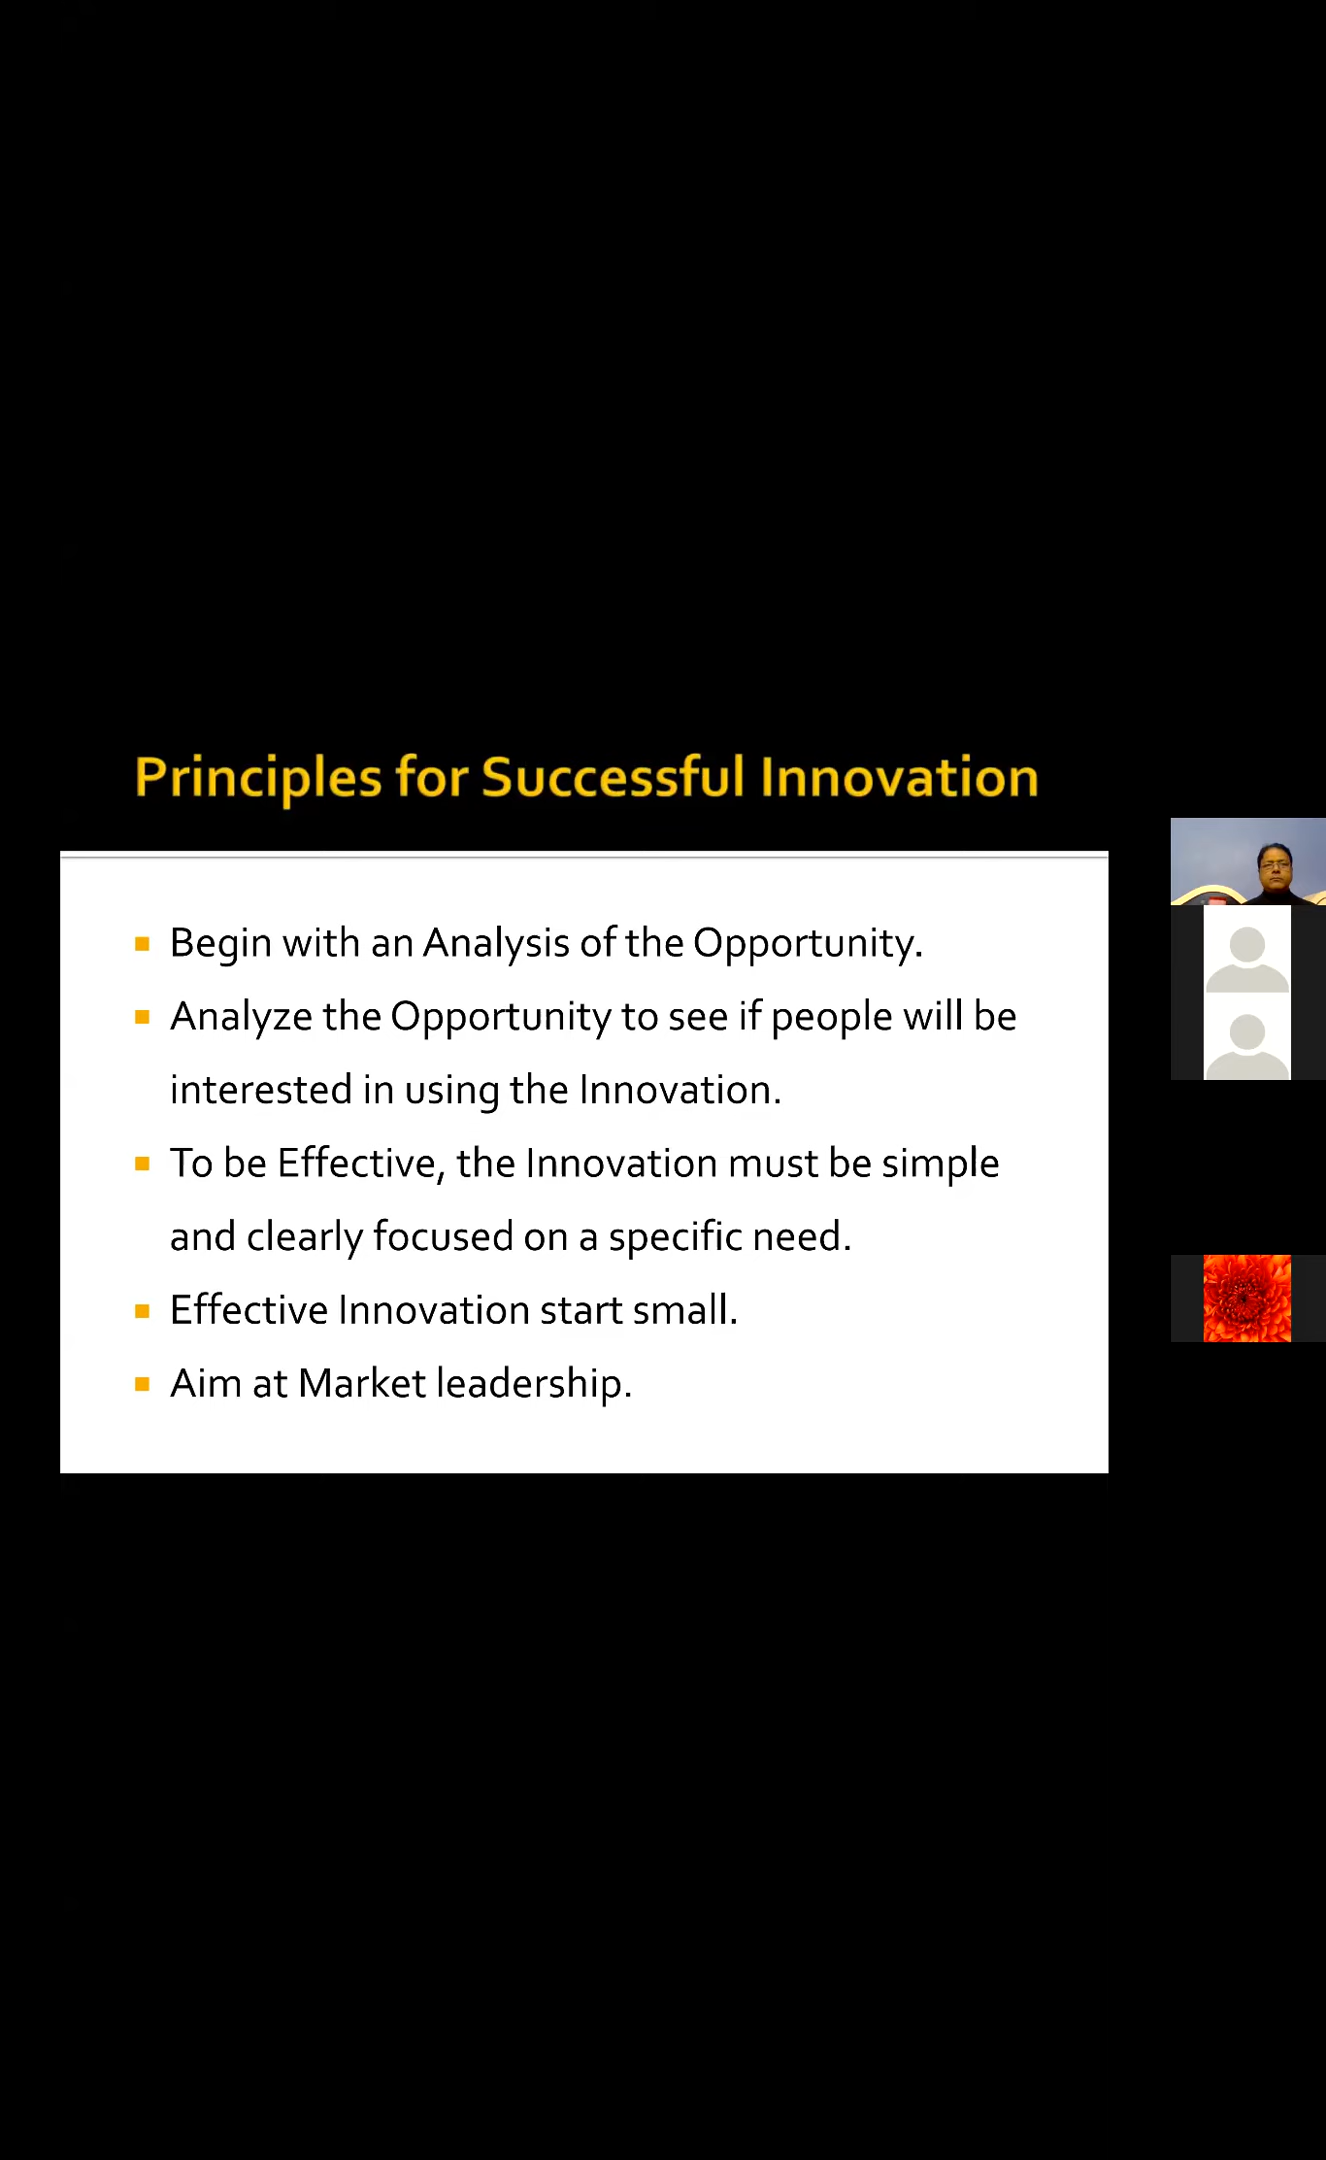 Principles for Successful Innovation
Begin with an Analysis of the Opportunity.
Analyze the Opportunity to see if people will be
interested in using the Innovation.
To be Effective, the Innovation must be simple
and clearly focused on a specific need.
Effective Innovation start small.
Aim at Market leadership.